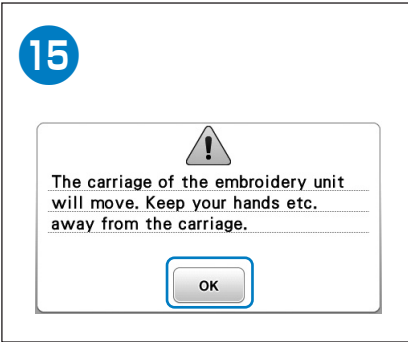 15
The carriage of the embroidery unit
will move. Keep your hands etc.
away from the carriage.
OK